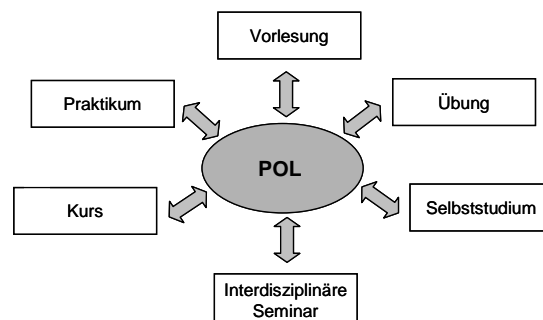 Vorlesung
Praktikum
Übung
POL
Kurs
Selbststudium
Interdisziplinäre
Seminar